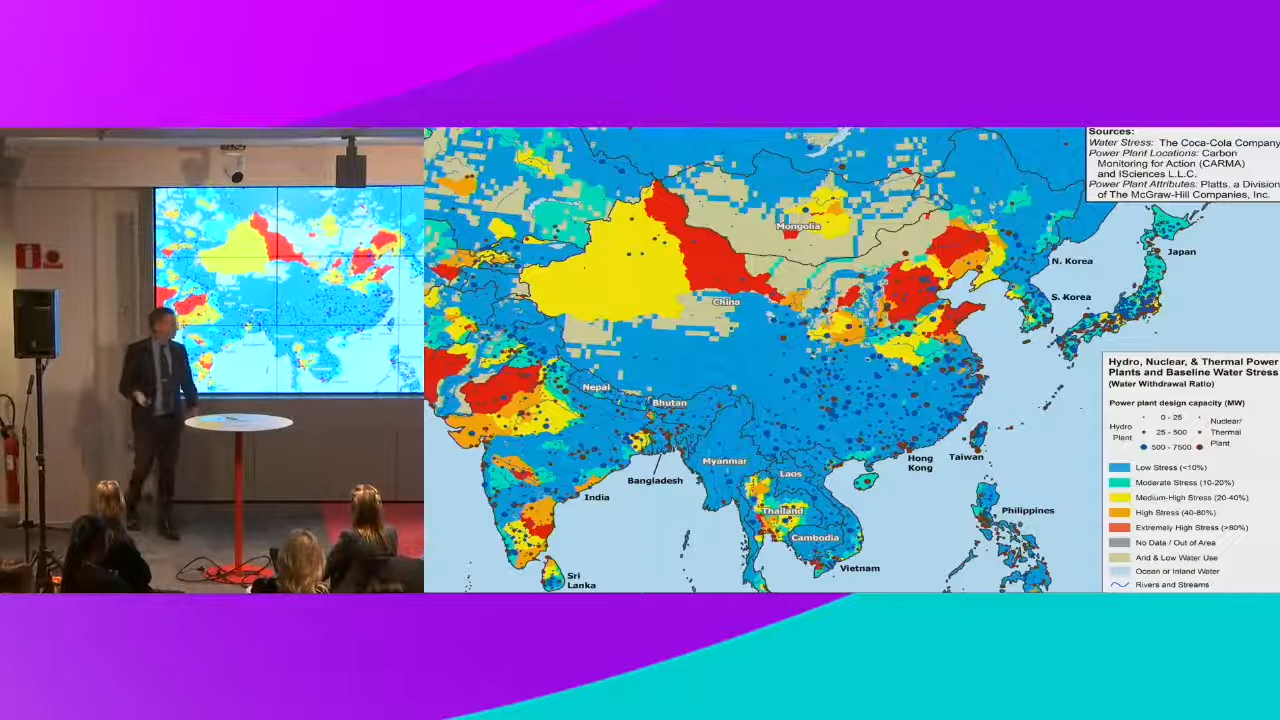 Sources:
Water Stress: The Coca-Cola Company
Power Plant Locations: Carbon
Monitoring for Action (CARMA)
and ISciences L.L.C.
Power Plant Attributes: Platts, a Division
of The McGraw-Hill Companies, Inc.
Mongolia
Japan
N. Korea
S. Korea
China
Nepal
Bhutan
Myanmar
Laos
Hong
Kong
Taiwan
Bangladesh
India
Thailand
Philippines
Cambodia
Vietnam
Sri
Lanka
Hydro, Nuclear, & Thermal Power
Plants and Baseline Water Stress
(Water Withdrawal Ratio)
Power plant design capacity (MW)
Hydro
Plant
0 - 25
25 - 500
500 - 7500
Nuclear/
Thermal
Plant
Low Stress (<10%)
Moderate Stress (10-20%)
Medium-High Stress (20-40%)
High Stress (40-80%)
Extremely High Stress (>80%)
No Data / Out of Area
Arid & Low Water Use
Ocean or Inland Water
Rivers and Streams